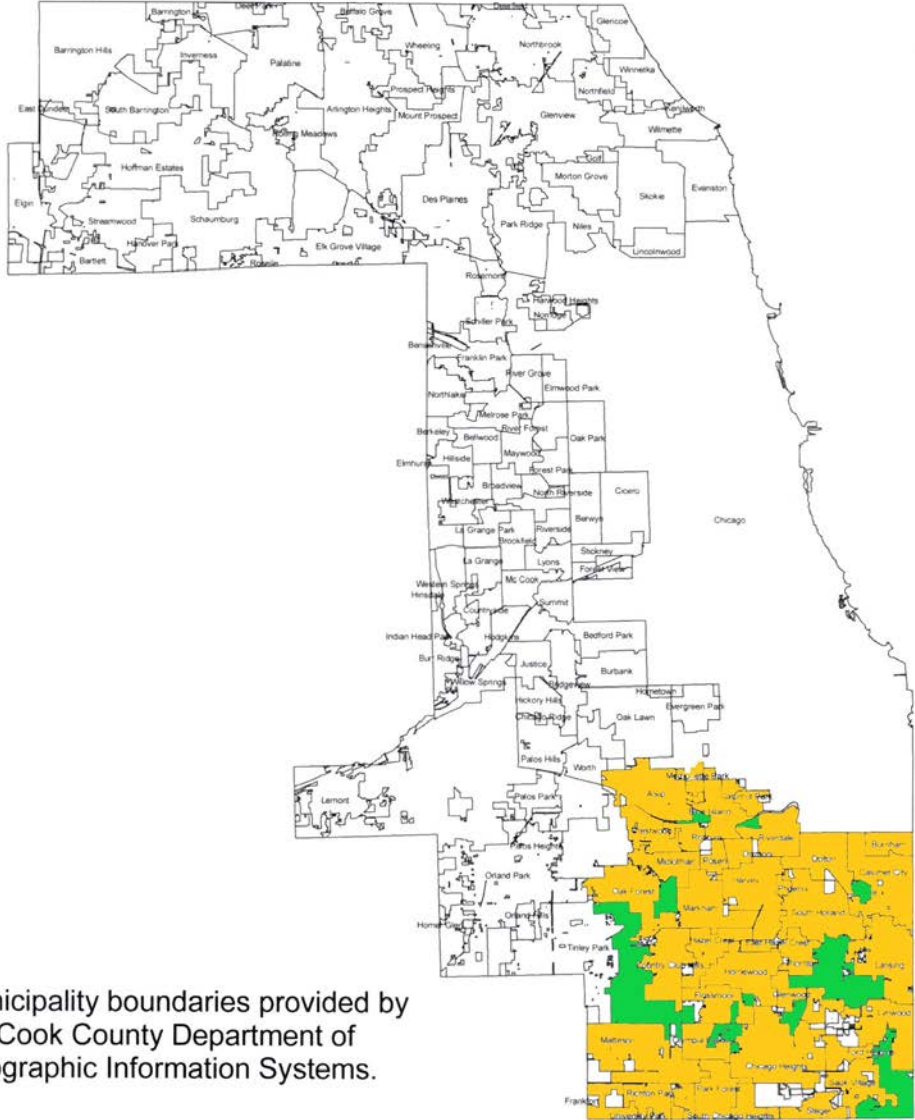 Barrington
Buffalo Grove
Glencoe
Barrington Hills
Inverness
Palatine
Wheeling
Northbrook
Winnetka
Prospect Heights
Northfield
South Barrington
Arlington Heights
Mount Prospect
Glenview
Kenilworth
Rolling Meadows
Wilmette
Hoffman Estates
Golf
Morton Grove
Skokie
Evanston
Elgin
Des Plaines
Streamwood
Schaumburg
Park Ridge
Niles
Hanover Park
Elk Grove Village
Lincolnwood
Bartlett
Roselle
Rosemont
Harwood Heights
Norridge
Schiller Park
Bensenville
Franklin Park
River Grove
Elmwood Park
Northlake
Melrose Park
River Forest
Berkeley
Bellwood
Oak Park
Hillside
Maywood
Elmhurst
Forest Park
Broadview
North Riverside
Cicero
Westchester
Berwyn
Chicago
La Grange Park
Riverside
Brookfield
Stickney
La Grange
Lyons
Forest View
Mc Cook
Western Springs
Hinsdale
Summit
Countryside
Indian Head Park
Hodgkins
Bedford Park
Burr Ridge
Justice
Burbank
Willow Springs
Bridgeview
Hometown
Hickory Hills
Evergreen Park
Chicago Ridge
Oak Lawn
Palos Hills
Worth
Merrionette Park
Lemont
Palos Park
Alsip
Calumet Park
Blue Island
Crestwood
Riverdale
Palos Heights
Burnham
Midlothian
Posen
Dolton
Orland Park
Harvey
Calumet City
Oak Forest
Phoenix
Markham
South Holland
Orland Hills
Homer Glen
Tinley Park
Hazel Crest
East Hazel Crest
Country Club Hills
Thornton
Lansing
Homewood
Flossmoor
Glenwood
Lynwood
Matteson
Chicago Heights
Sauk Village
Richton Park
Park Forest
Frankfort
University Park
South Chicago Heights
Steger
nicipality boundaries provided by
Cook County Department of
ographic Information Systems.